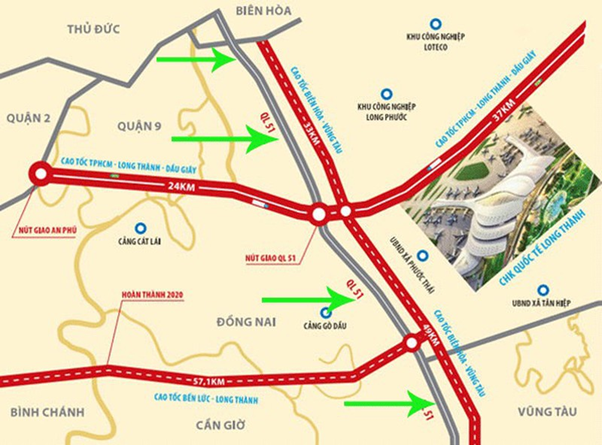 BIÊN HÒA
THỦ ĐỨC
KHU CÔNG NGHIỆP
LOTECO
QUẬN 2
QUẬN 9
QL 51
CAO TỐC BIÊN HÒA - VŨNG TÀU
33KM
KHU CÔNG NGHIỆP
LONG PHƯỚC
CAO TỐC TPHCM - LONG THÀNH - DẦU GIÂY
37KM
CAO TỐC TPHCM - LONG THÀNH - DẦU GIÂY
24KM
NÚT GIAO AN PHÚ
CẢNG CÁT LÁI
NÚT GIAO QL 51
UBND XÃ PHƯỚC THÁI
CHK QUỐC TẾ LONG THÀNH
HOÀN THÀNH 2020
QL 51
UBND XÃ TÂN HIỆP
ĐỒNG NAI
CẢNG GÒ DẦU
49KM
CAO TỐC BIÊN HÒA - VŨNG TÀU
57,1KM
CAO TỐC BẾN LỨC - LONG THÀNH
51
BÌNH CHÁNH
CẦN GIỜ
VŨNG TÀU